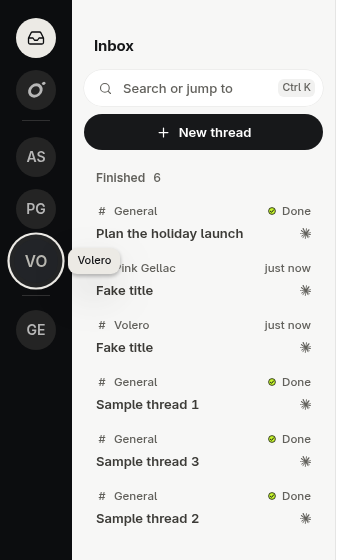 Inbox
Search or jump to Ctrl K
New thread
AS
PG
VO
Volero
GE
Finished 6
# General Done
Plan the holiday launch
ink Gellac just now
Fake title
# Volero just now
Fake title
# General Done
Sample thread 1
# General Done
Sample thread 3
# General Done
Sample thread 2